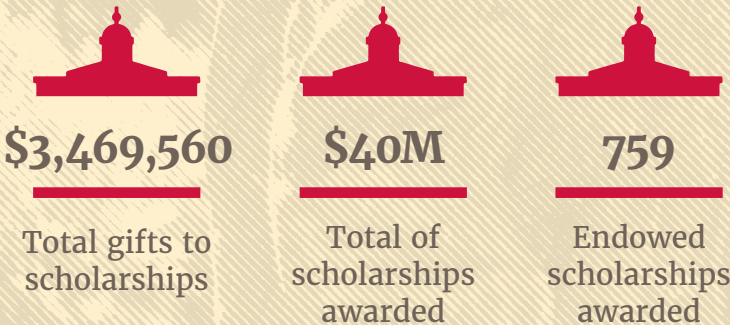 $3,469,560
Total gifts to
scholarships
$40M
Total of
scholarships
awarded
759
Endowed
scholarships
awarded